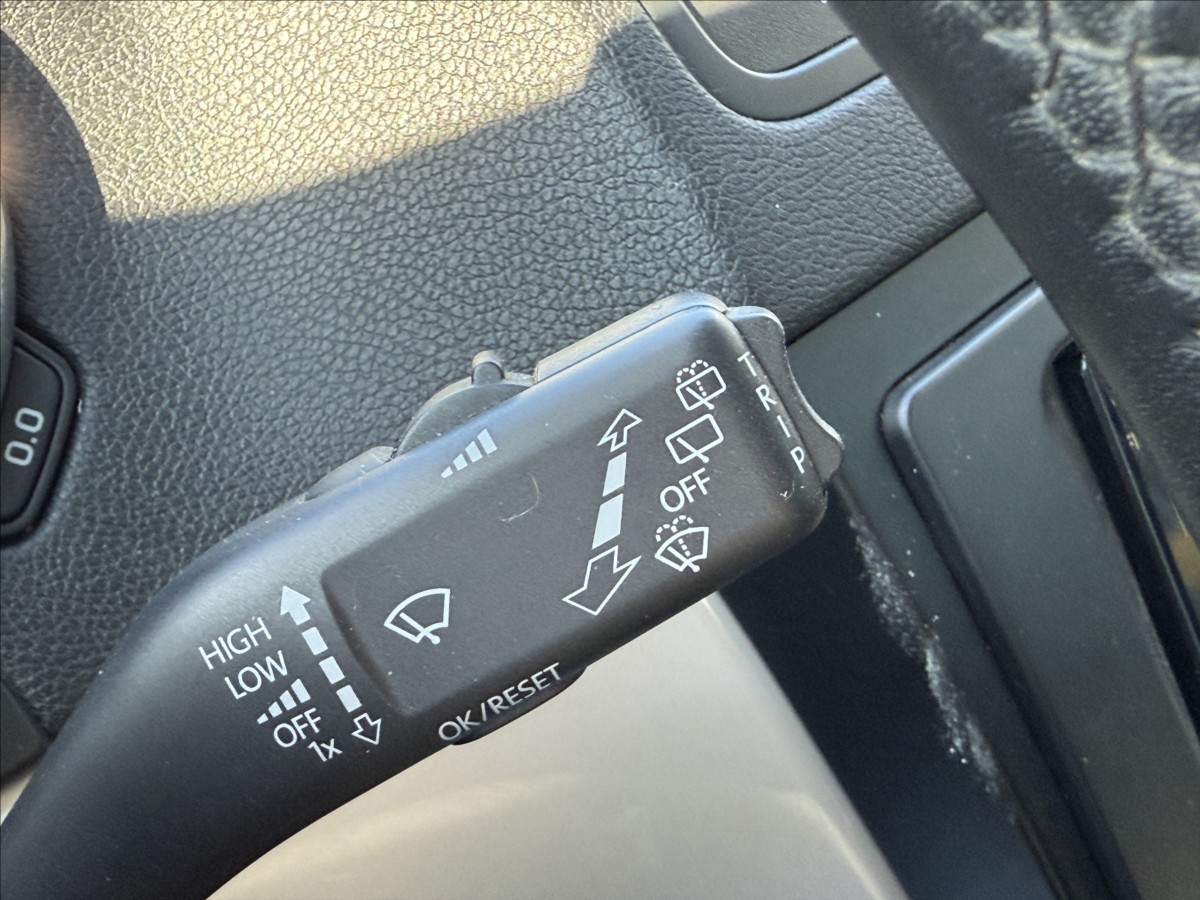 0.0
HIGH
LOW
OFF
1x
OK/RESET
OFF
TRIP